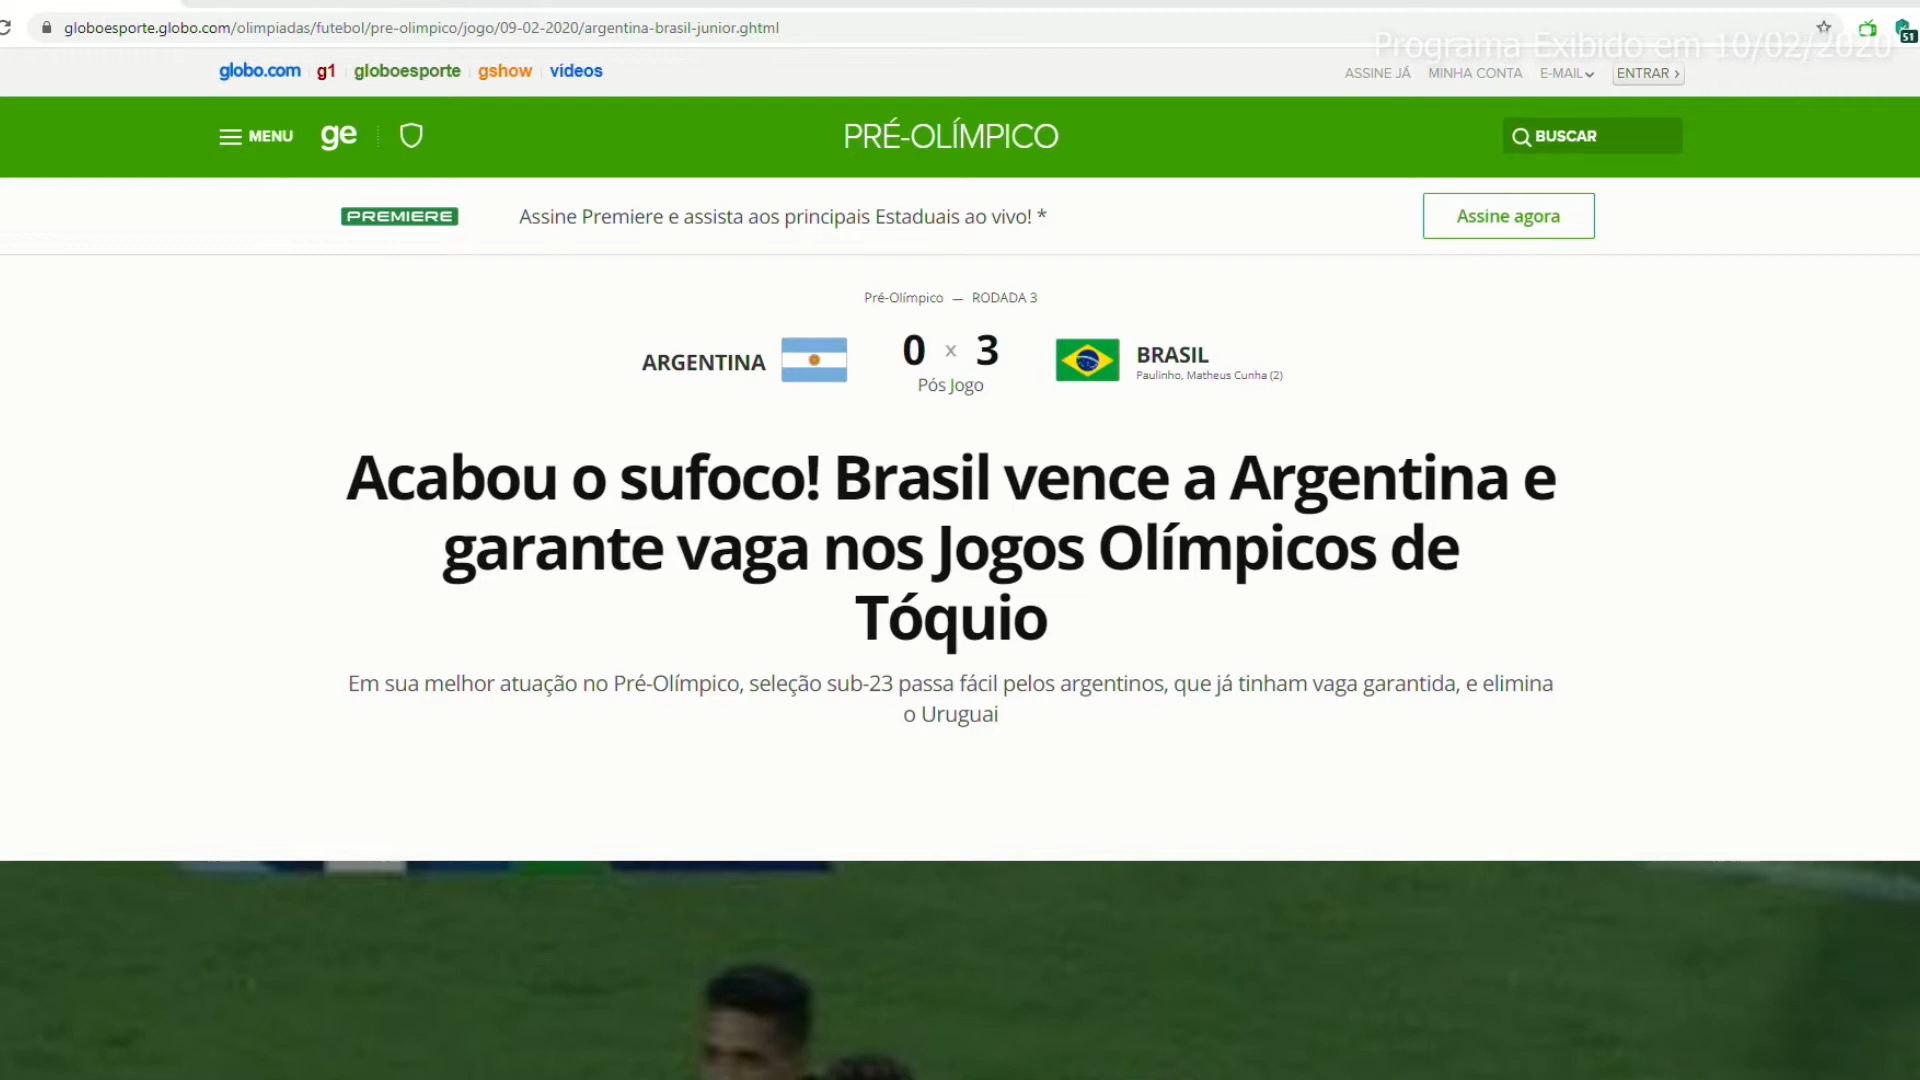 globoesporte.globo.com/olimpiadas/futebol/pre-olimpico/jogo/09-02-2020/argentina-brasil-junior.ghtml
51
Programa Exibido em 10/02/2020
globo.com g1 globoesporte gshow vídeos
ASSINE JÁ MINHA CONTA E-MAIL ENTRAR ›
MENU ge PRÉ-OLÍMPICO BUSCAR
PREMIERE Assine Premiere e assista aos principais Estaduais ao vivo! * Assine agora
Pré-Olímpico — RODADA 3
ARGENTINA 0 x 3 BRASIL
Pós Jogo Paulinho, Matheus Cunha (2)
Acabou o sufoco! Brasil vence a Argentina e
garante vaga nos Jogos Olímpicos de
Tóquio
Em sua melhor atuação no Pré-Olímpico, seleção sub-23 passa fácil pelos argentinos, que já tinham vaga garantida, e elimina
o Uruguai